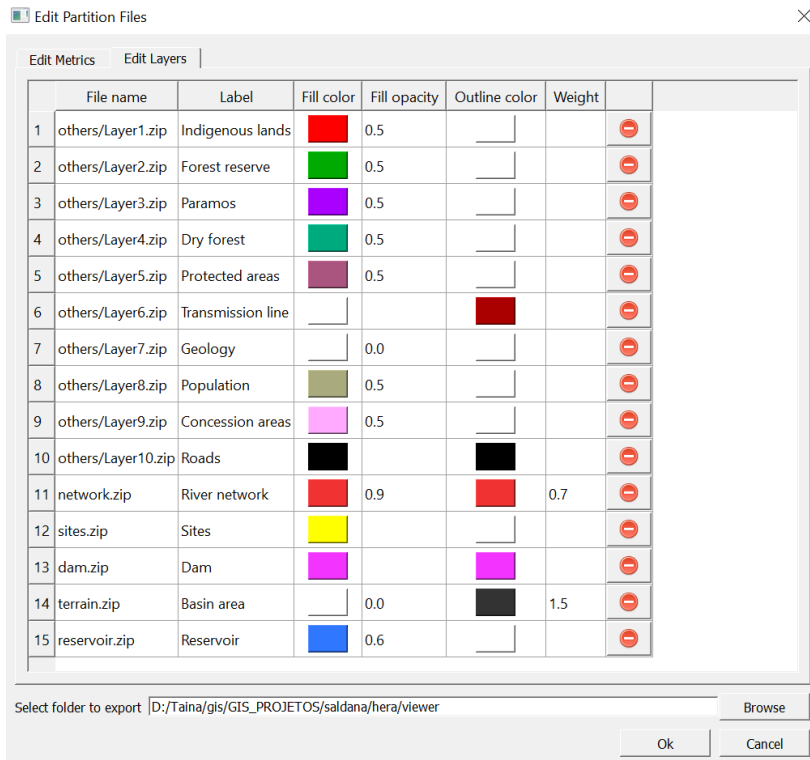 Edit Partition Files
Edit Metrics Edit Layers
File name Label Fill color Fill opacity Outline color Weight
1 others/Layer1.zip Indigenous lands 0.5
2 others/Layer2.zip Forest reserve 0.5
3 others/Layer3.zip Paramos 0.5
4 others/Layer4.zip Dry forest 0.5
5 others/Layer5.zip Protected areas 0.5
6 others/Layer6.zip Transmission line
7 others/Layer7.zip Geology 0.0
8 others/Layer8.zip Population 0.5
9 others/Layer9.zip Concession areas 0.5
10 others/Layer10.zip Roads
11 network.zip River network 0.9 0.7
12 sites.zip Sites
13 dam.zip Dam
14 terrain.zip Basin area 0.0 1.5
15 reservoir.zip Reservoir 0.6
Select folder to export D:/Taina/gis/GIS_PROJETOS/saldana/hera/viewer Browse
Ok Cancel